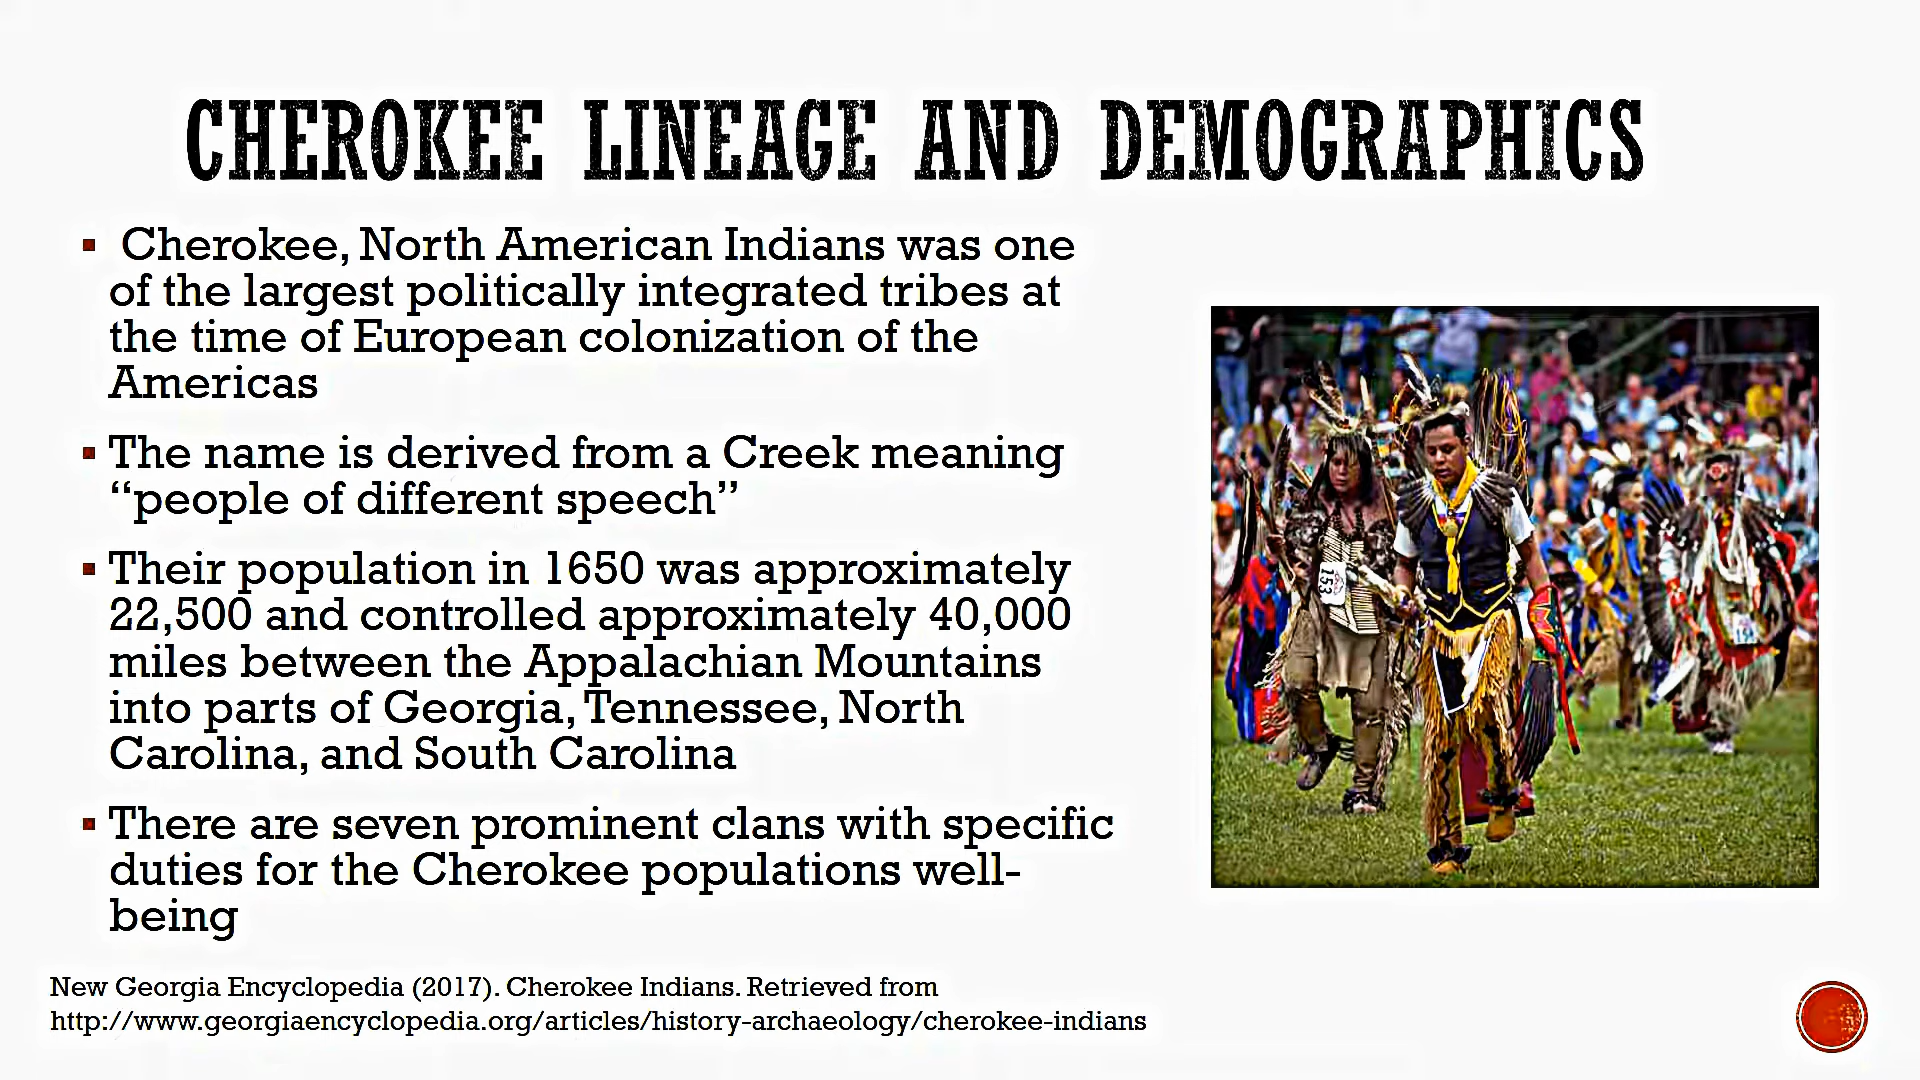 CHEROKEE LINEAGE AND DEMOGRAPHICS
Cherokee, North American Indians was one
of the largest politically integrated tribes at
the time of European colonization of the
Americas
The name is derived from a Creek meaning
“people of different speech”
Their population in 1650 was approximately
22,500 and controlled approximately 40,000
miles between the Appalachian Mountains
into parts of Georgia, Tennessee, North
Carolina, and South Carolina
There are seven prominent clans with specific
duties for the Cherokee populations well-
being
153
New Georgia Encyclopedia (2017). Cherokee Indians. Retrieved from
http://www.georgiaencyclopedia.org/articles/history-archaeology/cherokee-indians